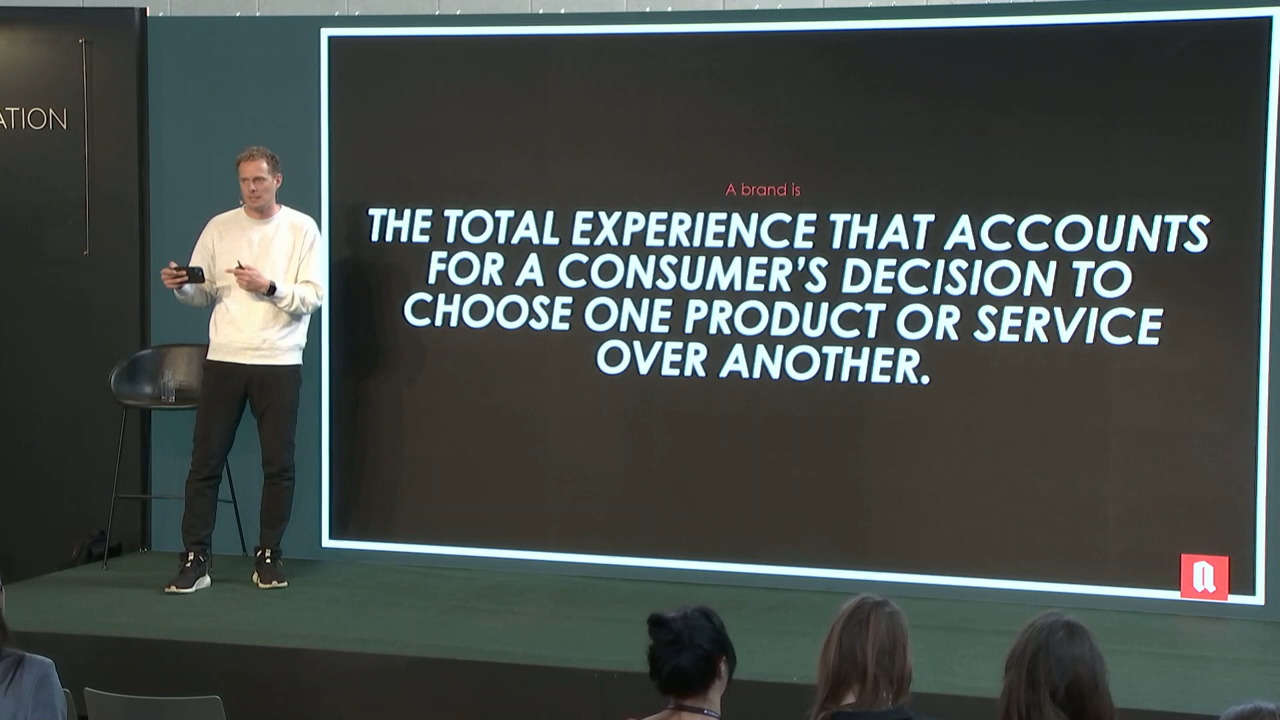 ATION
A brand is
THE TOTAL EXPERIENCE THAT ACCOUNTS
FOR A CONSUMER’S DECISION TO
CHOOSE ONE PRODUCT OR SERVICE
OVER ANOTHER.
a